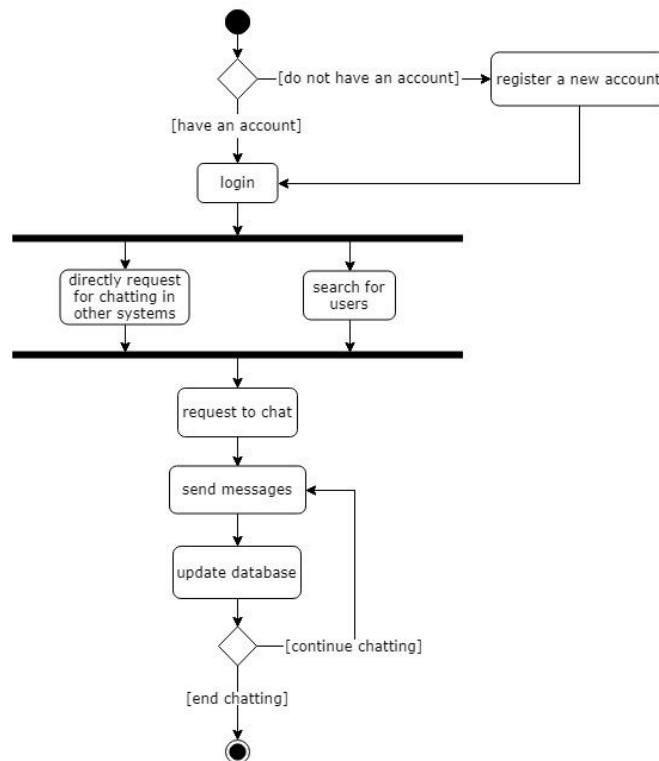 [do not have an account]
register a new account
[have an account]
login
directly request
for chatting in
other systems
search for
users
request to chat
send messages
update database
[continue chatting]
[end chatting]